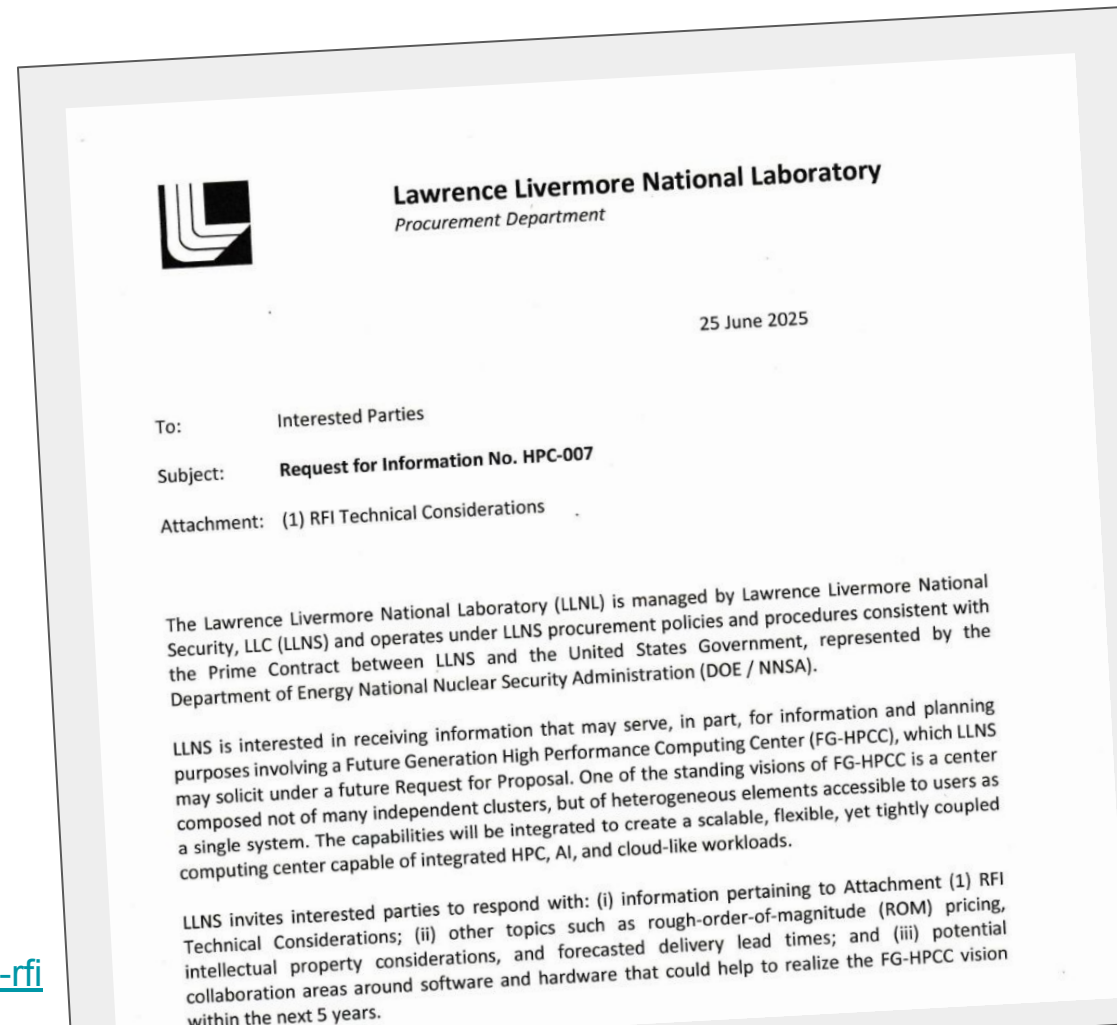 Lawrence Livermore National Laboratory
Procurement Department
25 June 2025
To: Interested Parties
Subject: Request for Information No. HPC-007
Attachment: (1) RFI Technical Considerations
The Lawrence Livermore National Laboratory (LLNL) is managed by Lawrence Livermore National
Security, LLC (LLNS) and operates under LLNS procurement policies and procedures consistent with
the Prime Contract between LLNS and the United States Government, represented by the
Department of Energy National Nuclear Security Administration (DOE / NNSA).
LLNS is interested in receiving information that may serve, in part, for information and planning
purposes involving a Future Generation High Performance Computing Center (FG-HPCC), which LLNS
may solicit under a future Request for Proposal. One of the standing visions of FG-HPCC is a center
composed not of many independent clusters, but of heterogeneous elements accessible to users as
a single system. The capabilities will be integrated to create a scalable, flexible, yet tightly coupled
computing center capable of integrated HPC, AI, and cloud-like workloads.
LLNS invites interested parties to respond with: (i) information pertaining to Attachment (1) RFI
Technical Considerations; (ii) other topics such as rough-order-of-magnitude (ROM) pricing,
intellectual property considerations, and forecasted delivery lead times; and (iii) potential
collaboration areas around software and hardware that could help to realize the FG-HPCC vision
within the next 5 years.
-rfi